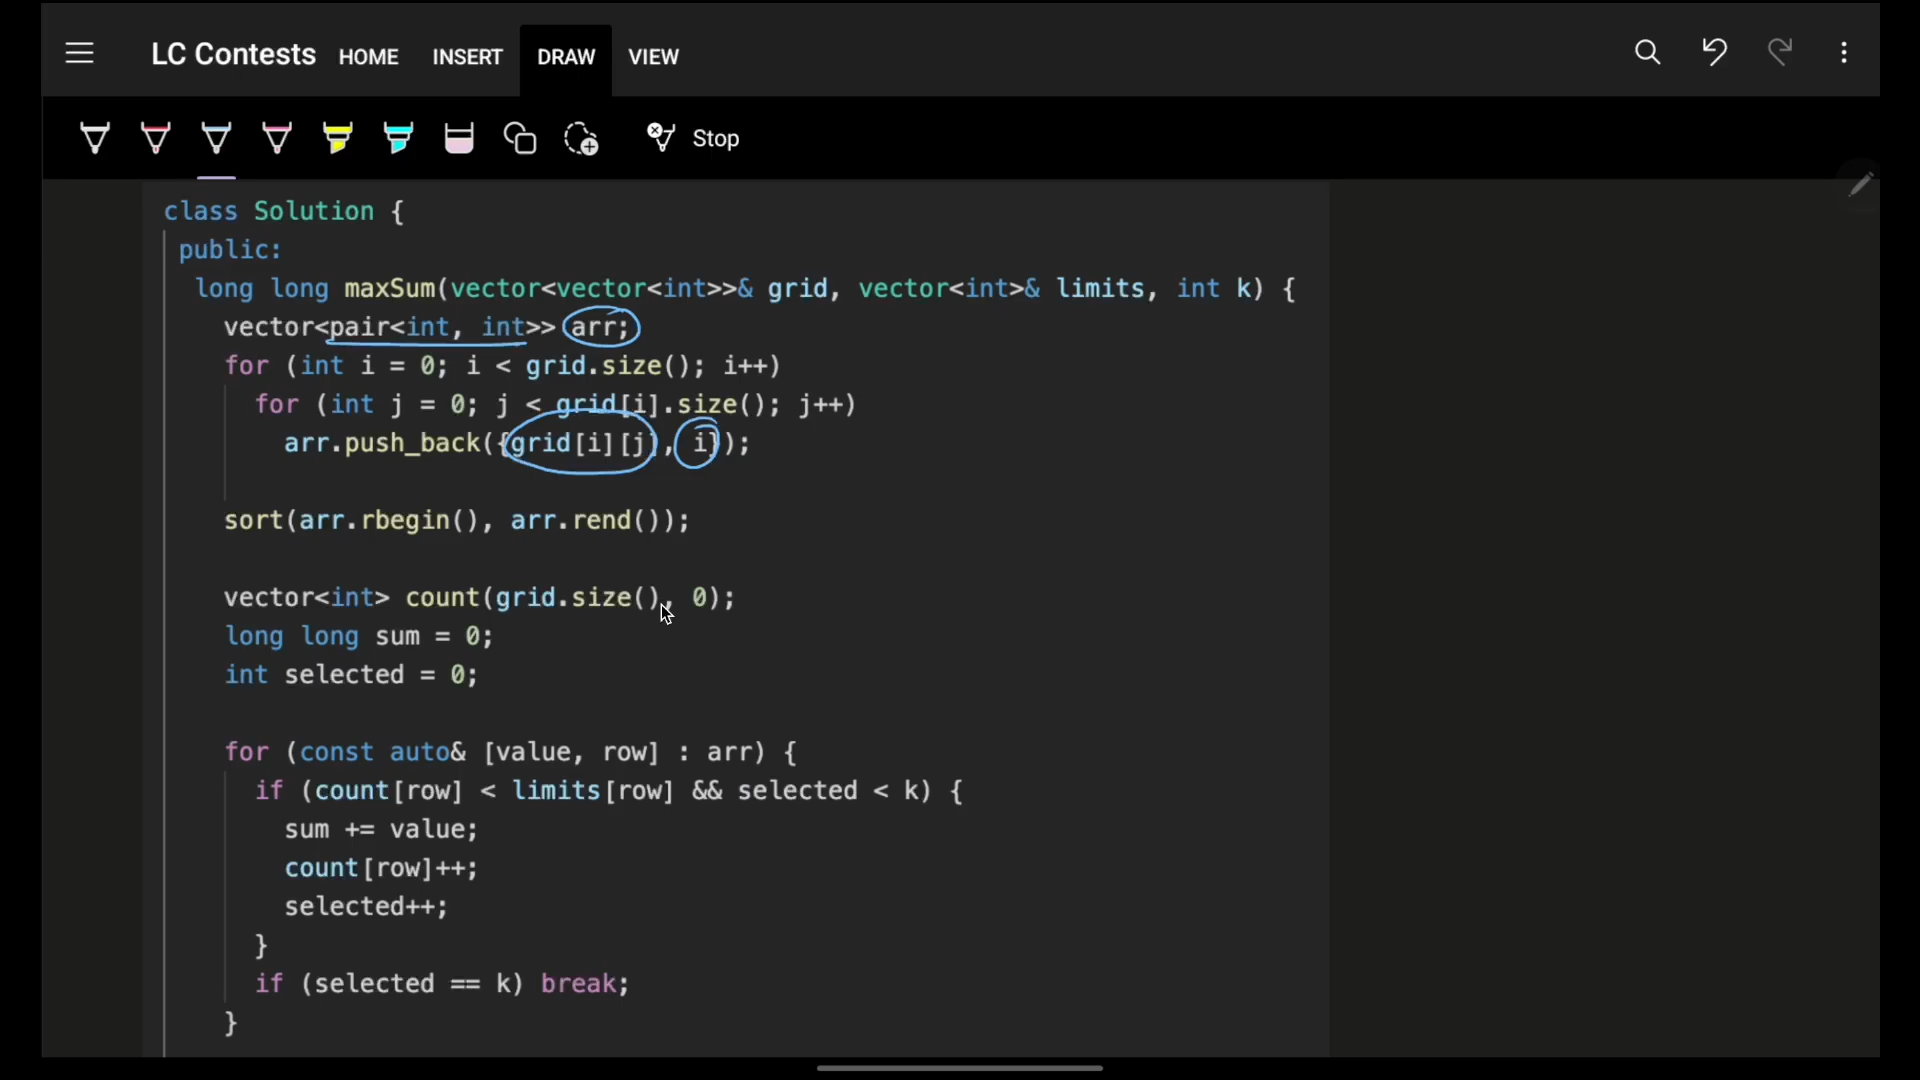 LC Contests HOME INSERT DRAW VIEW
Stop
class Solution {
public:
long long maxSum(vector<vector<int>>& grid, vector<int>& limits, int k) {
vector<pair<int, int>> arr;
for (int i = 0; i < grid.size(); i++)
for (int j = 0; j < grid[i].size(); j++)
arr.push_back({grid[i][j], i});
sort(arr.rbegin(), arr.rend());
vector<int> count(grid.size(), 0);
long long sum = 0;
int selected = 0;
for (const auto& [value, row] : arr) {
if (count[row] < limits[row] && selected < k) {
sum += value;
count[row]++;
selected++;
}
if (selected == k) break;
}